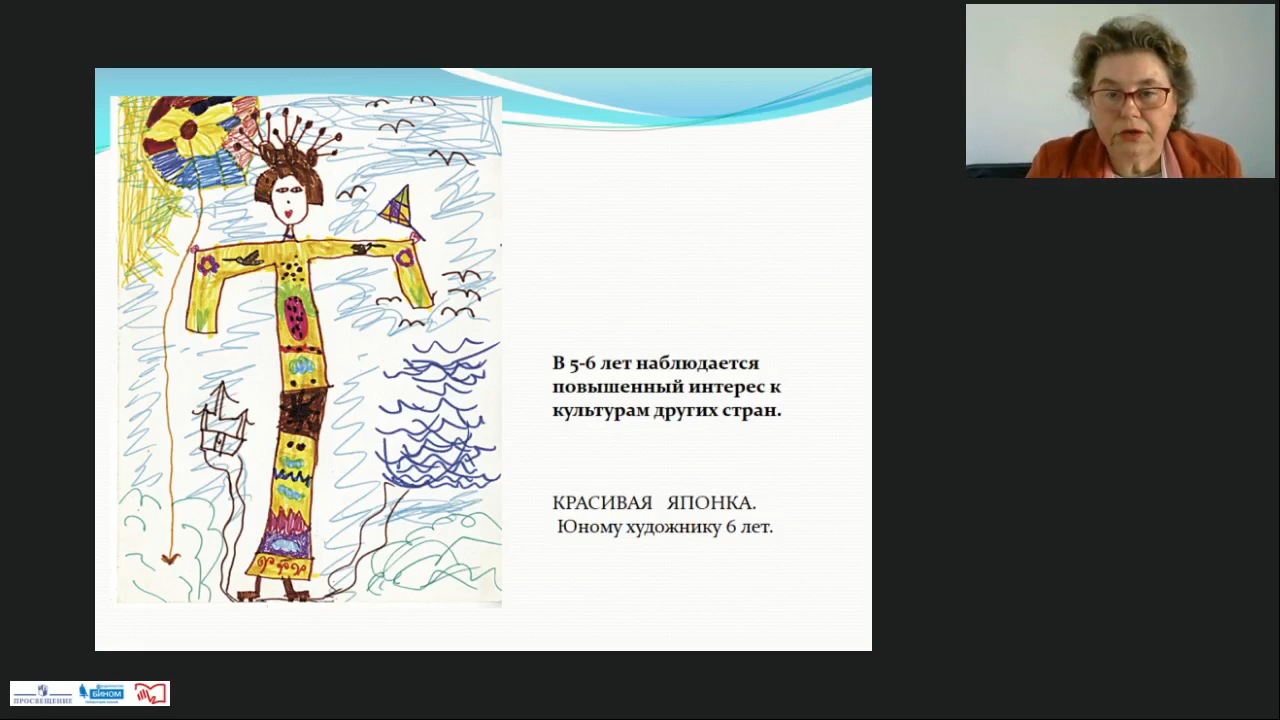 В 5-6 лет наблюдается
повышенный интерес к
культурам других стран.
КРАСИВАЯ ЯПОНКА.
Юному художнику 6 лет.
ПРОСВЕЩЕНИЕ
БИНОМ